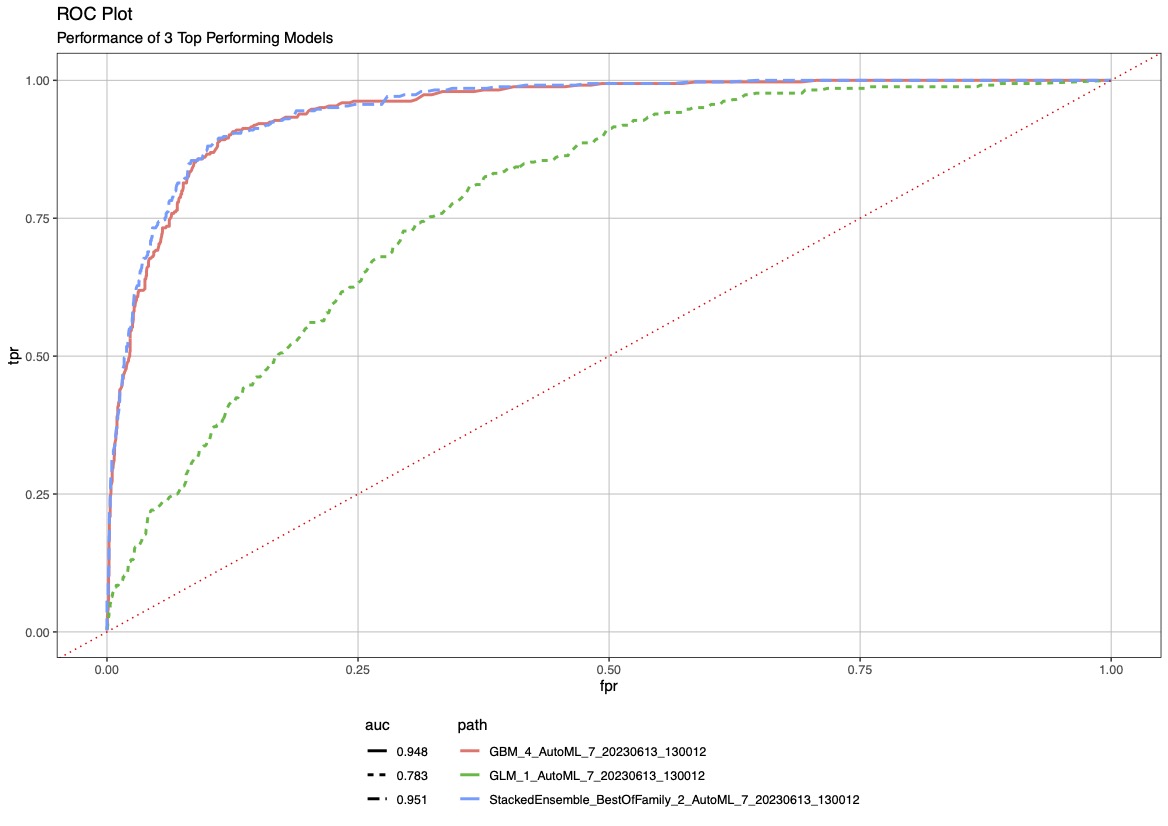 ROC Plot
Performance of 3 Top Performing Models
1.00
0.75
tpr
0.50
0.25
0.00
0.00 0.25 0.50 0.75 1.00
fpr
auc path
0.948 GBM_4_AutoML_7_20230613_130012
0.783 GLM_1_AutoML_7_20230613_130012
0.951 StackedEnsemble_BestOfFamily_2_AutoML_7_20230613_130012